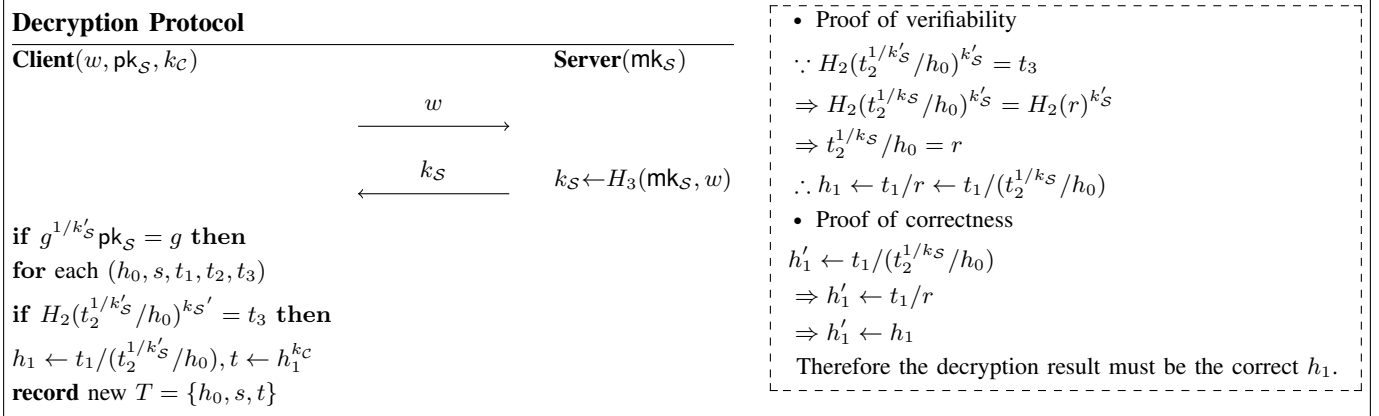 Decryption Protocol
Client(w, pk_S, k_C) Server(mk_S)
w
k_S k_S←H_3(mk_S, w)
if g^{1/k'_S} pk_S = g then
for each (h_0, s, t_1, t_2, t_3)
if H_2(t_2^{1/k'_S}/h_0)^{k_S'} = t_3 then
h_1 ← t_1/(t_2^{1/k'_S}/h_0), t ← h_1^{k_C}
record new T = {h_0, s, t}
• Proof of verifiability
∵ H_2(t_2^{1/k'_S}/h_0)^{k'_S} = t_3
⇒ H_2(t_2^{1/k_S}/h_0)^{k'_S} = H_2(r)^{k'_S}
⇒ t_2^{1/k_S}/h_0 = r
∴ h_1 ← t_1/r ← t_1/(t_2^{1/k_S}/h_0)
• Proof of correctness
h'_1 ← t_1/(t_2^{1/k_S}/h_0)
⇒ h'_1 ← t_1/r
⇒ h'_1 ← h_1
Therefore the decryption result must be the correct h_1.